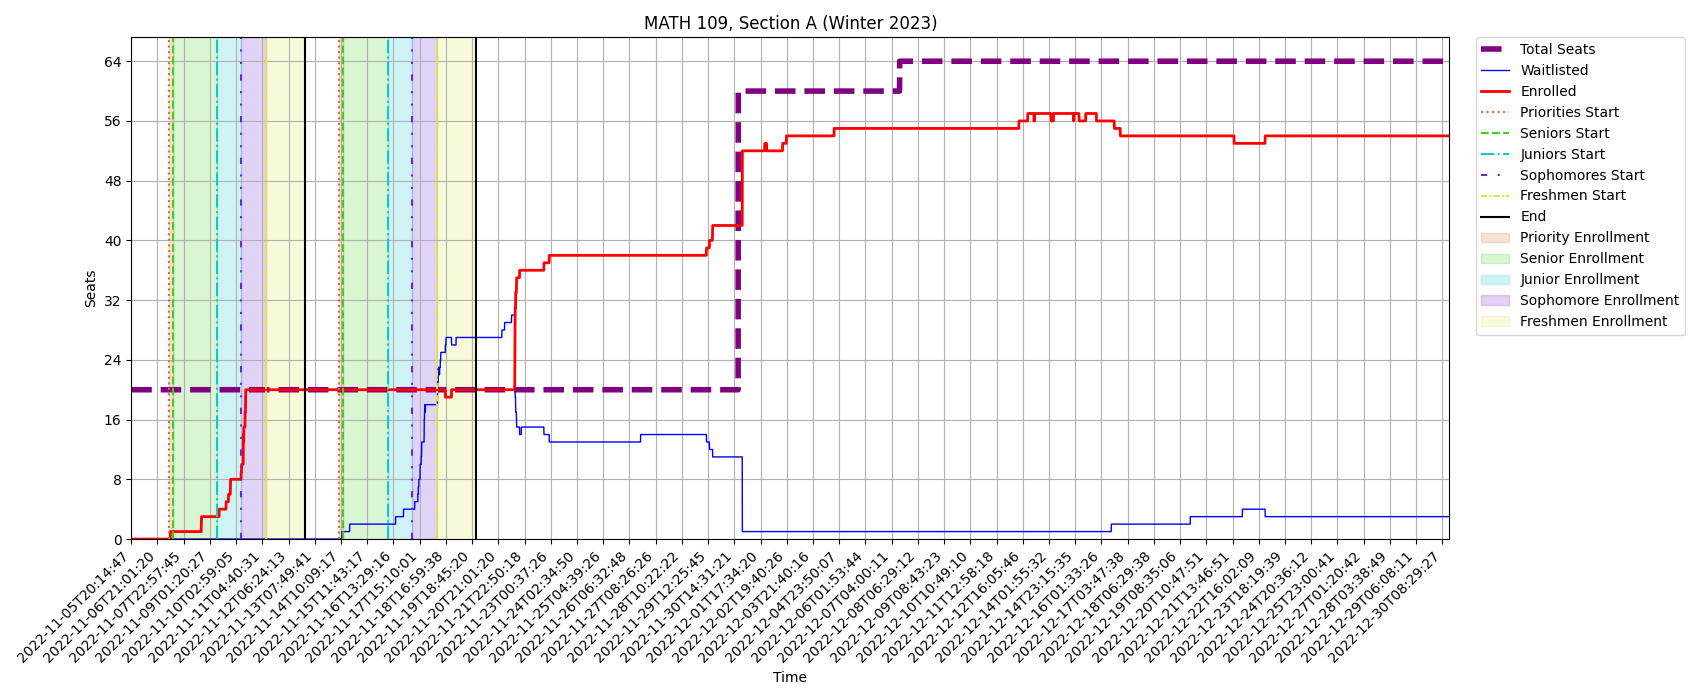 MATH 109, Section A (Winter 2023)
Total Seats
Waitlisted
Enrolled
Priorities Start
Seniors Start
Juniors Start
Sophomores Start
Freshmen Start
End
Priority Enrollment
Senior Enrollment
Junior Enrollment
Sophomore Enrollment
Freshmen Enrollment
Seats
64
56
48
40
32
24
16
8
0
2022-11-05T20:14:47
2022-11-06T21:01:20
2022-11-07T22:57:45
2022-11-09T01:20:27
2022-11-10T02:59:05
2022-11-11T04:40:31
2022-11-12T06:24:13
2022-11-13T07:49:41
2022-11-14T10:09:17
2022-11-15T11:43:17
2022-11-16T13:29:16
2022-11-17T15:10:01
2022-11-18T16:59:38
2022-11-19T18:45:20
2022-11-20T21:01:20
2022-11-21T22:50:18
2022-11-23T00:37:26
2022-11-24T02:34:50
2022-11-25T04:39:26
2022-11-26T06:32:48
2022-11-27T08:26:26
2022-11-28T10:22:22
2022-11-29T12:25:45
2022-11-30T14:31:21
2022-12-01T17:34:20
2022-12-02T19:40:26
2022-12-03T21:40:16
2022-12-04T23:50:07
2022-12-06T01:53:44
2022-12-07T04:00:11
2022-12-08T06:29:12
2022-12-09T08:43:23
2022-12-10T10:49:10
2022-12-11T12:58:18
2022-12-12T16:05:46
2022-12-14T01:55:32
2022-12-14T23:15:35
2022-12-16T01:33:26
2022-12-17T03:47:38
2022-12-18T06:29:38
2022-12-19T08:35:06
2022-12-20T10:47:51
2022-12-21T13:46:51
2022-12-22T16:02:09
2022-12-23T18:19:39
2022-12-24T20:36:12
2022-12-25T23:00:41
2022-12-27T01:20:42
2022-12-28T03:38:49
2022-12-29T06:08:11
2022-12-30T08:29:27
Time